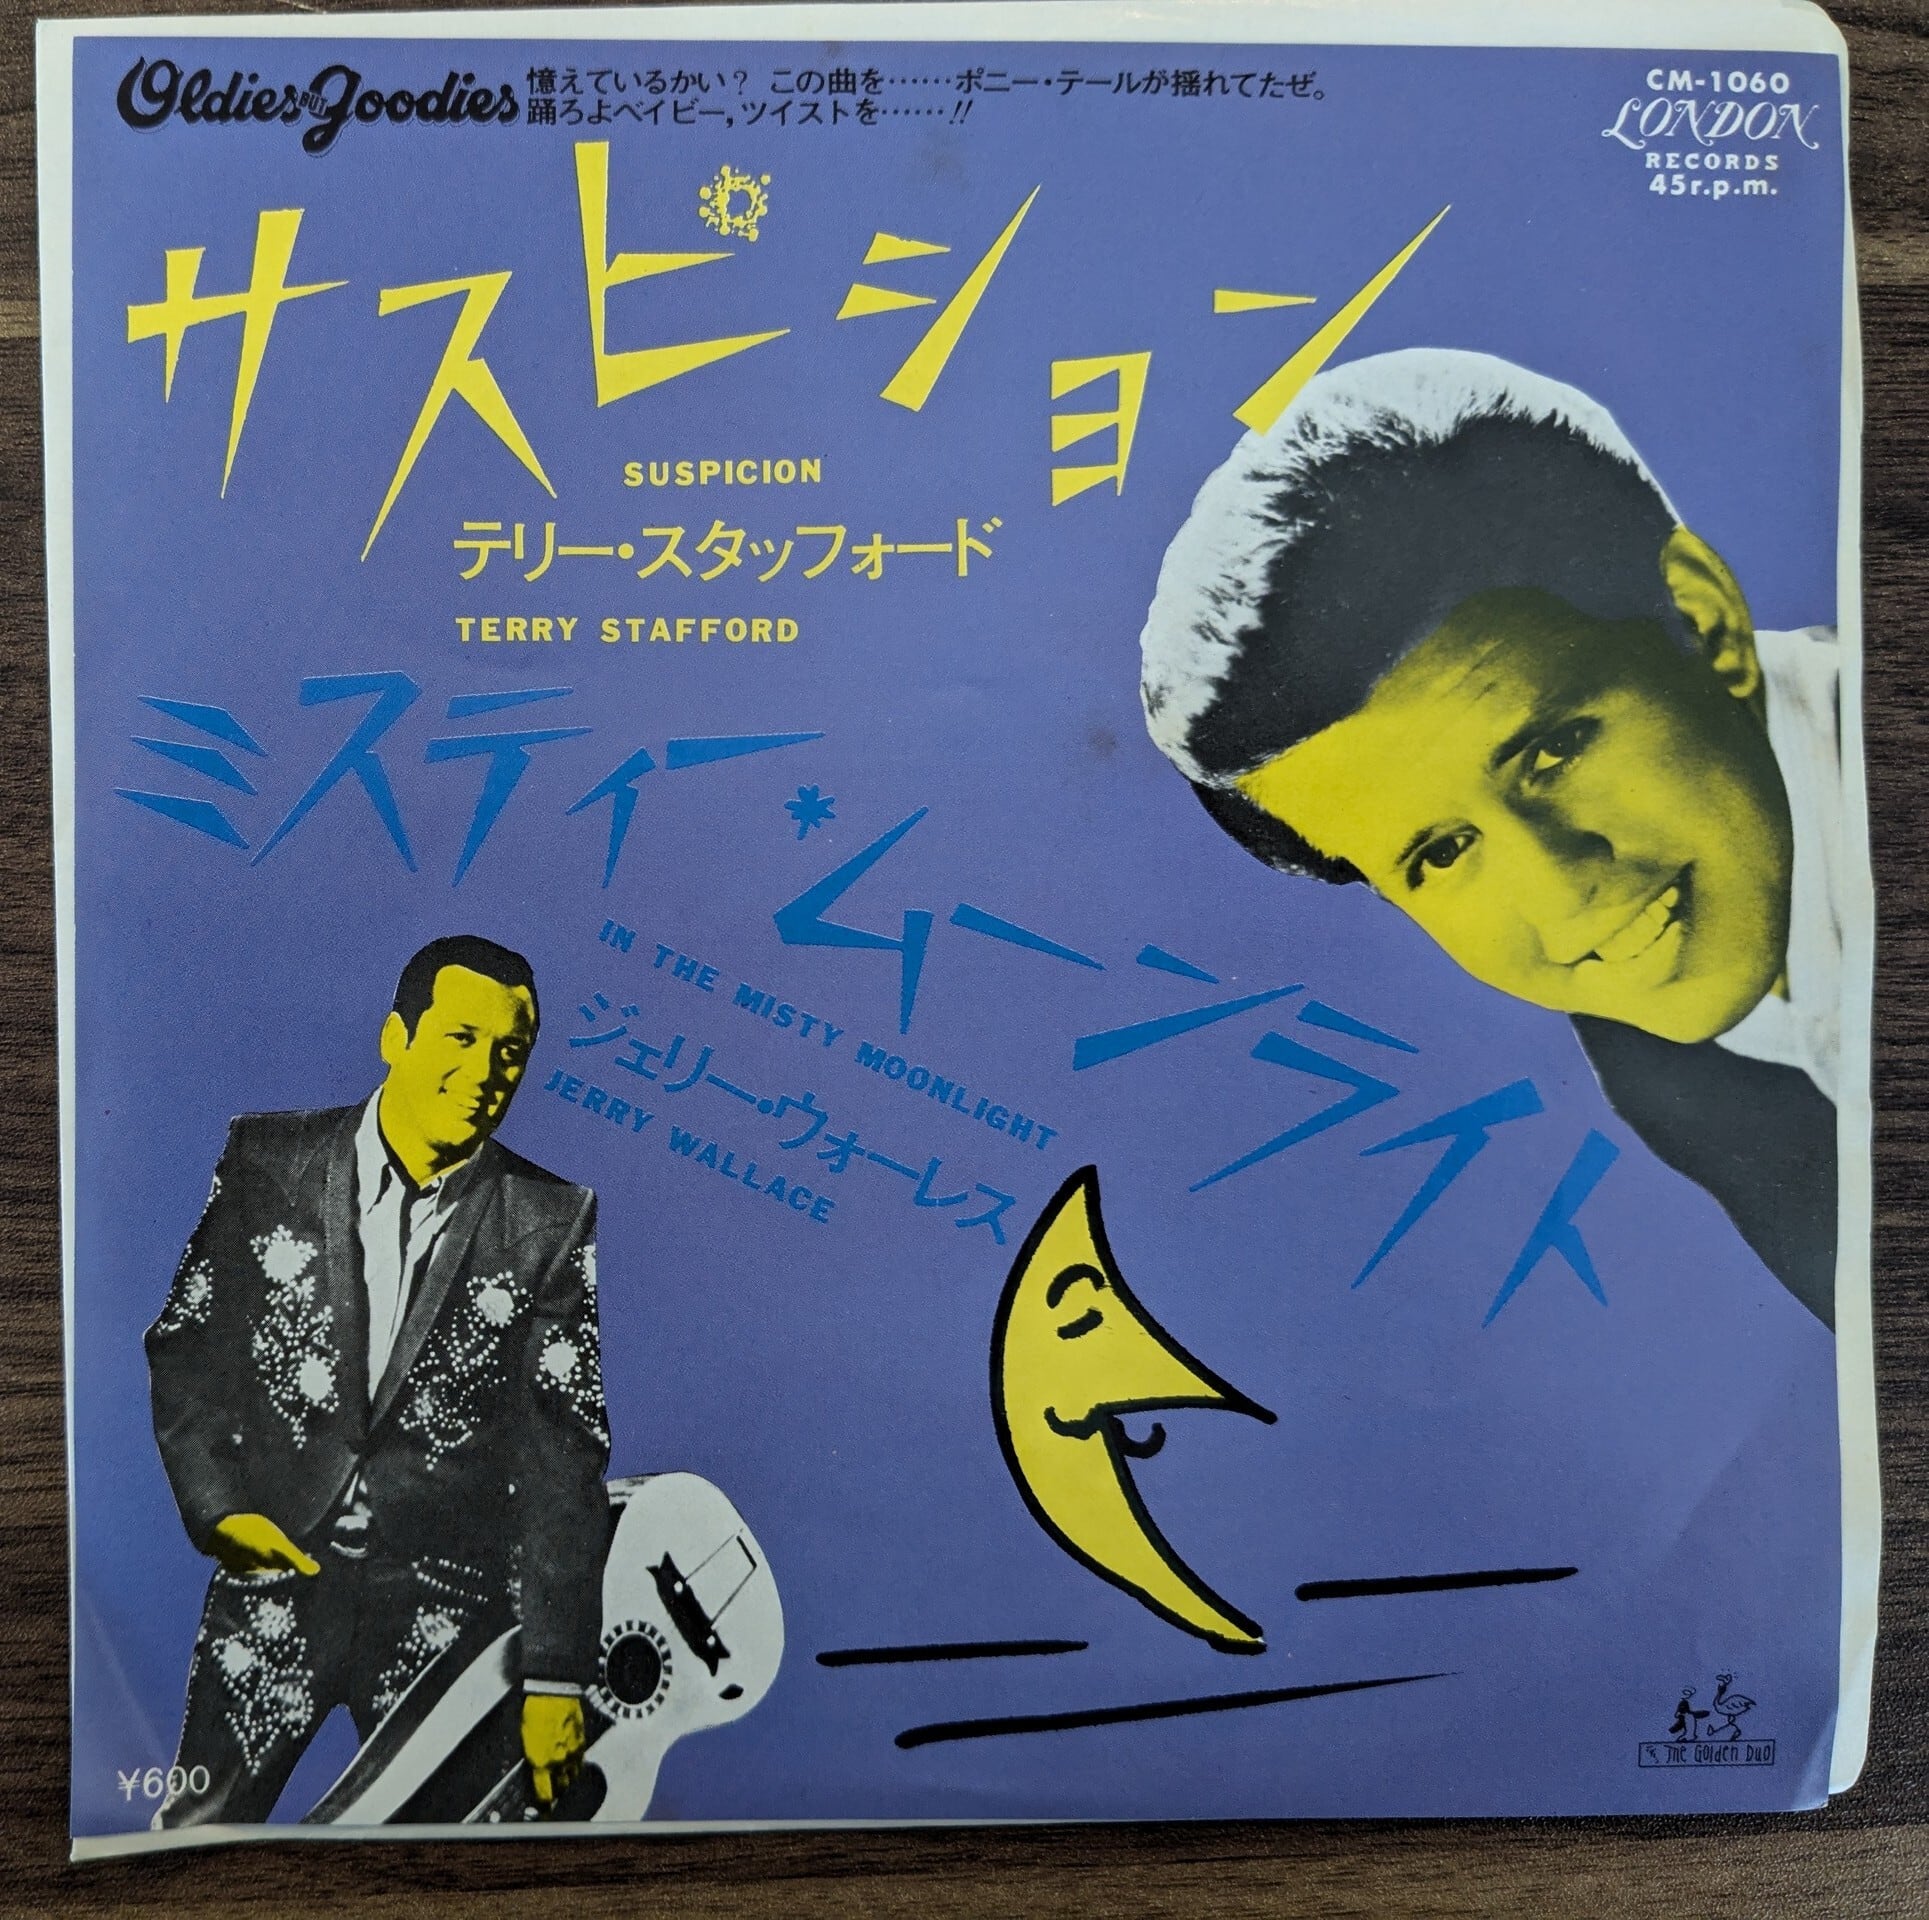 Oldies BUT Goodies
憶えているかい? この曲を……ポニー・テールが揺れてたぜ。
踊ろよベイビー,ツイストを……!!
CM-1060
LONDON
RECORDS
45r.p.m.
サスピション
SUSPICION
テリー・スタッフォード
TERRY STAFFORD
ミスティー・ムーンライト
IN THE MISTY MOONLIGHT
ジェリー・ウォーレス
JERRY WALLACE
¥600
The Golden Duo